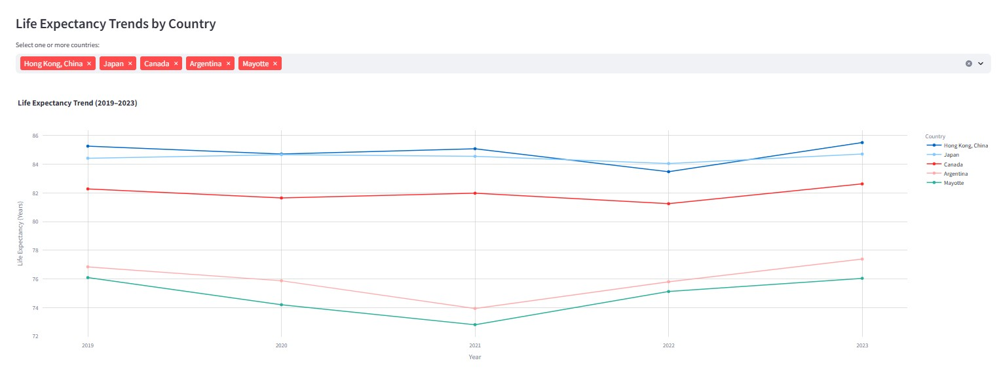 Life Expectancy Trends by Country
Select one or more countries:
Hong Kong, China × Japan × Canada × Argentina × Mayotte ×
Life Expectancy Trend (2019–2023)
86
84
82
80
78
76
74
72
Life Expectancy (Years)
2019 2020 2021 2022 2023
Year
Country
Hong Kong, China
Japan
Canada
Argentina
Mayotte